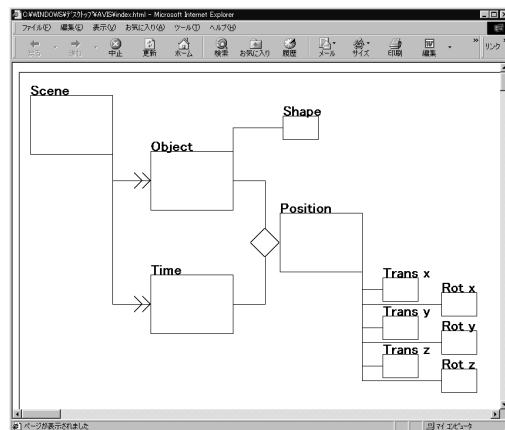 C:¥WINDOWS¥デスクトップ¥AVIS¥index.html - Microsoft Internet Explorer
ファイル(F) 編集(E) 表示(V) お気に入り(A) ツール(T) ヘルプ(H)
戻る 進む 中止 更新 ホーム 検索 お気に入り 履歴 メール サイズ 印刷 編集 リンク
Scene
Shape
Object
Position
Time
Trans x
Rot x
Trans y
Rot y
Trans z
Rot z
ページが表示されました
マイ コンピュータ